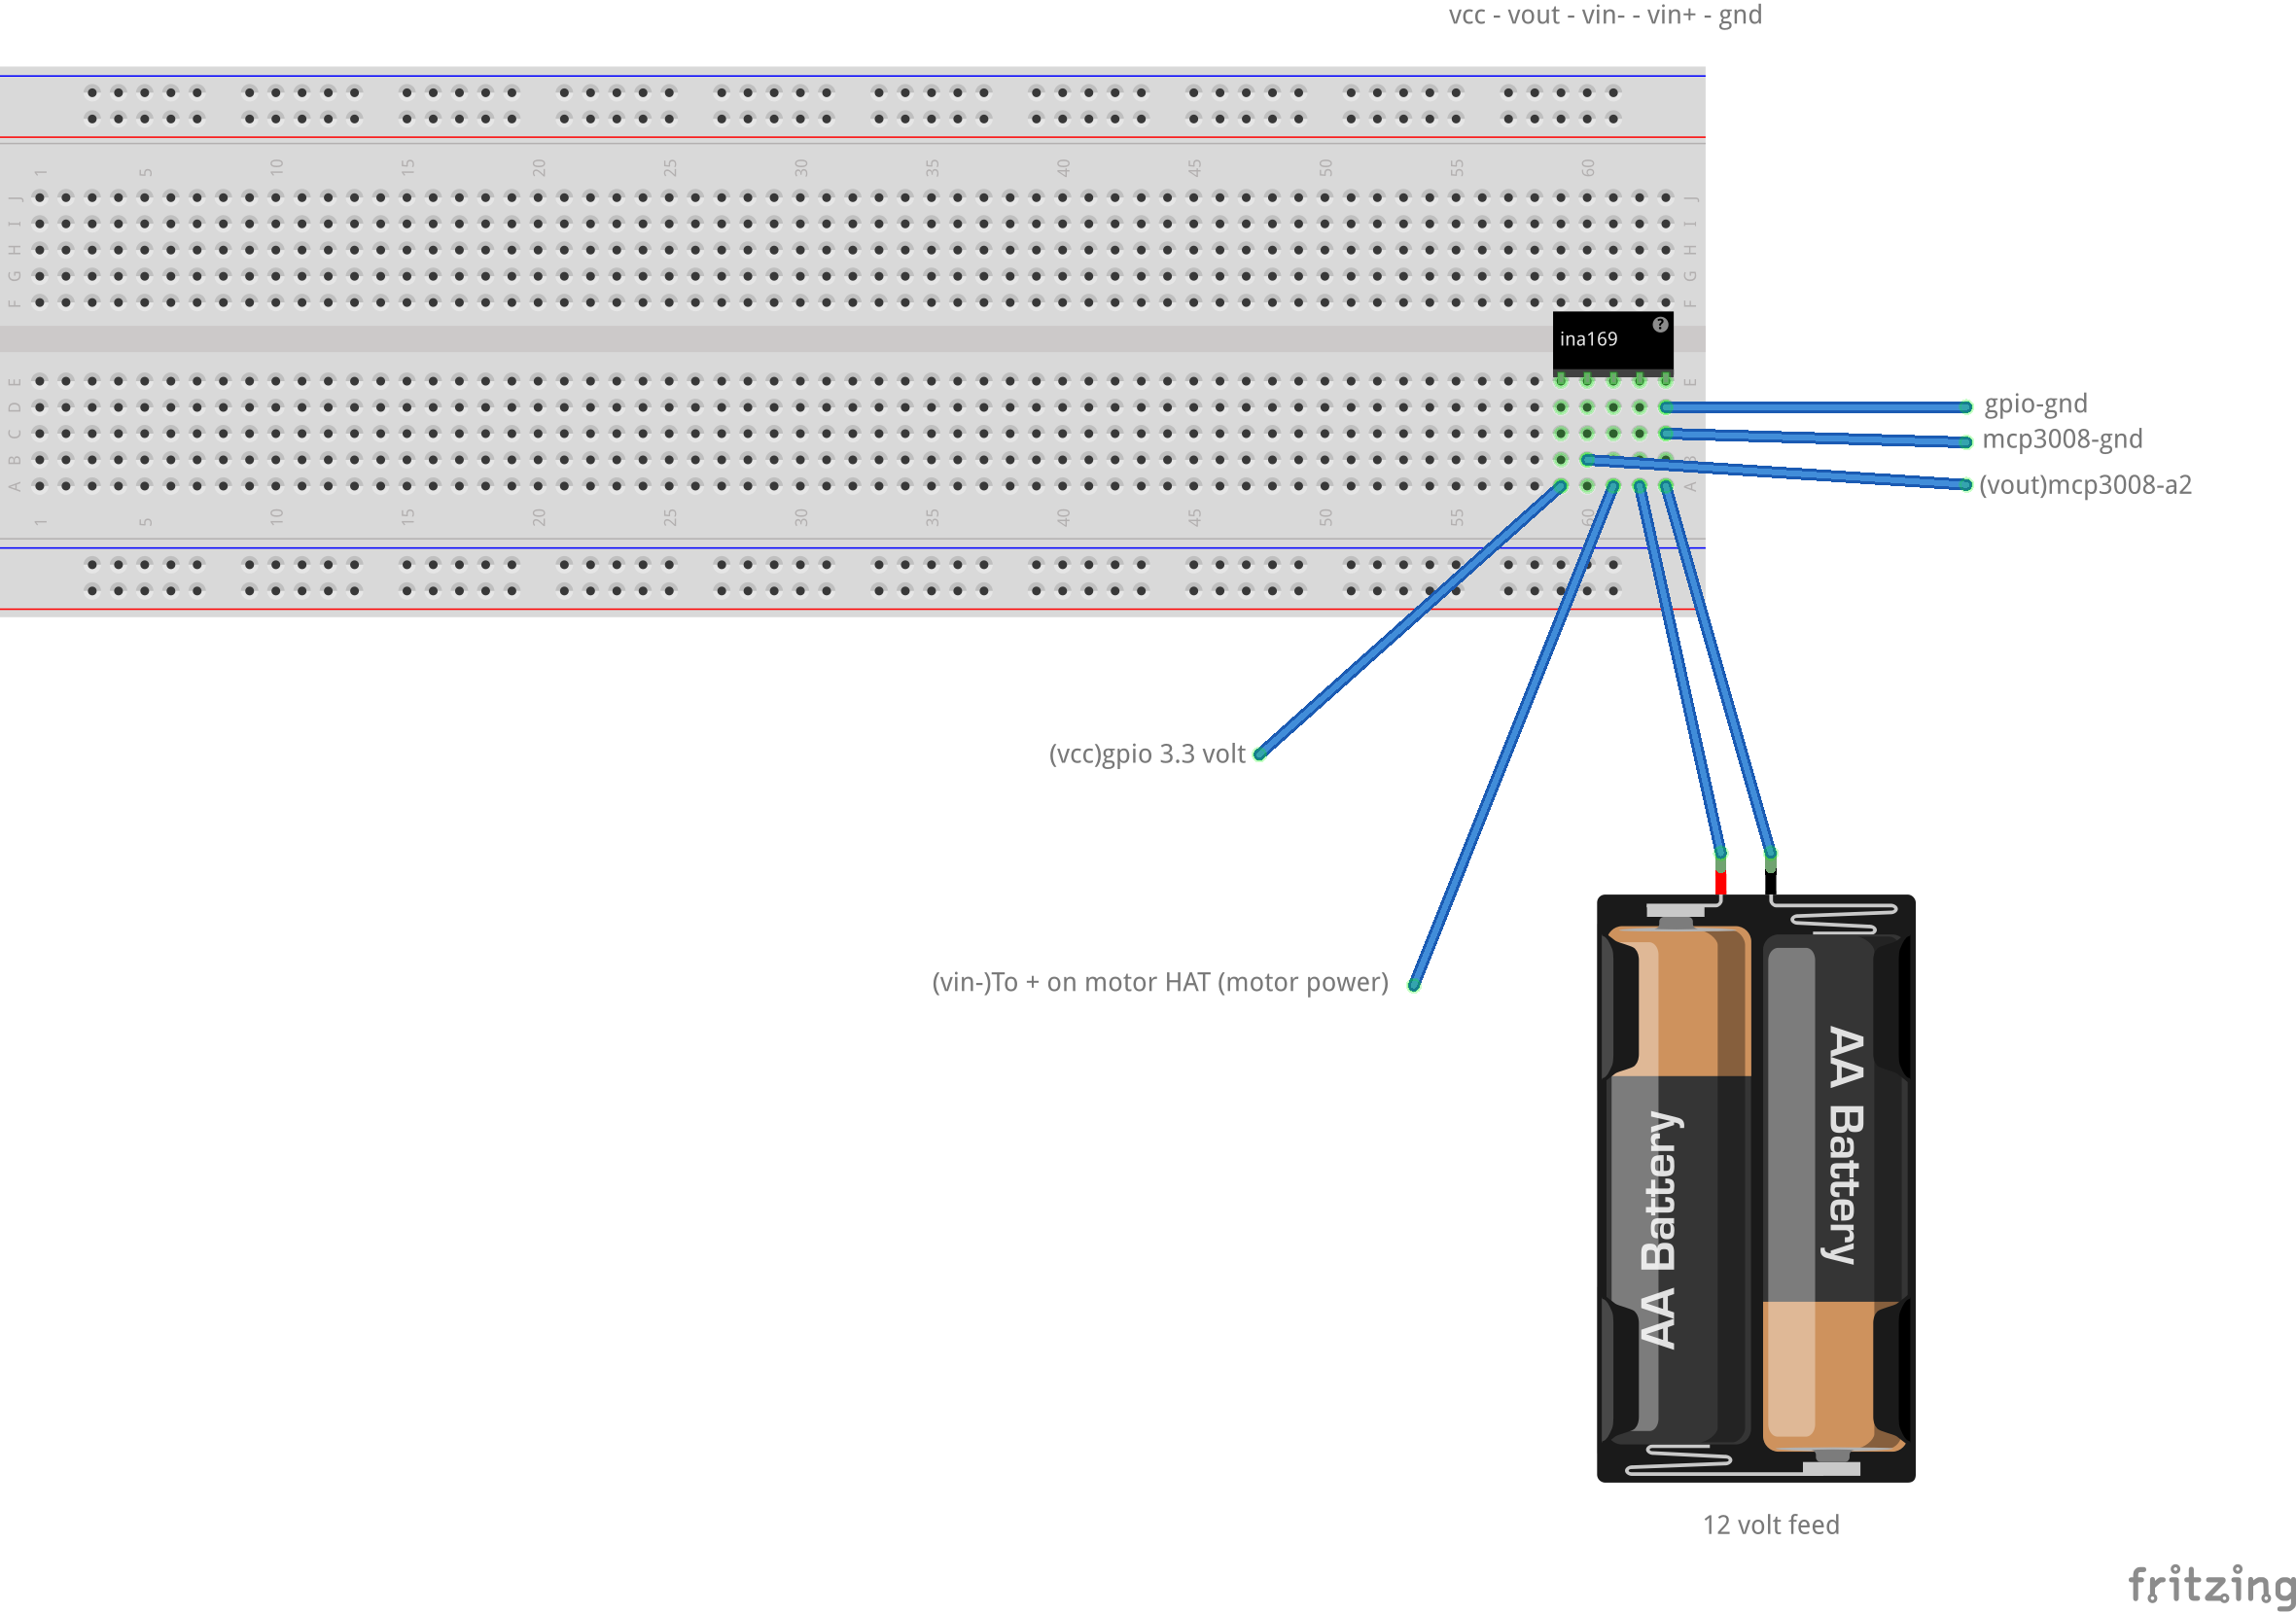 vcc - vout - vin- - vin+ - gnd
1 5 10 15 20 25 30 35 40 45 50 55 60
J J
I I
H H
G G
F F
ina169 ?
E E
D
C
B B
A A
gpio-gnd
mcp3008-gnd
(vout)mcp3008-a2
1 5 10 15 20 25 30 35 40 45 50 55 60
(vcc)gpio 3.3 volt
(vin-)To + on motor HAT (motor power)
AA Battery
AA Battery
12 volt feed
fritzing